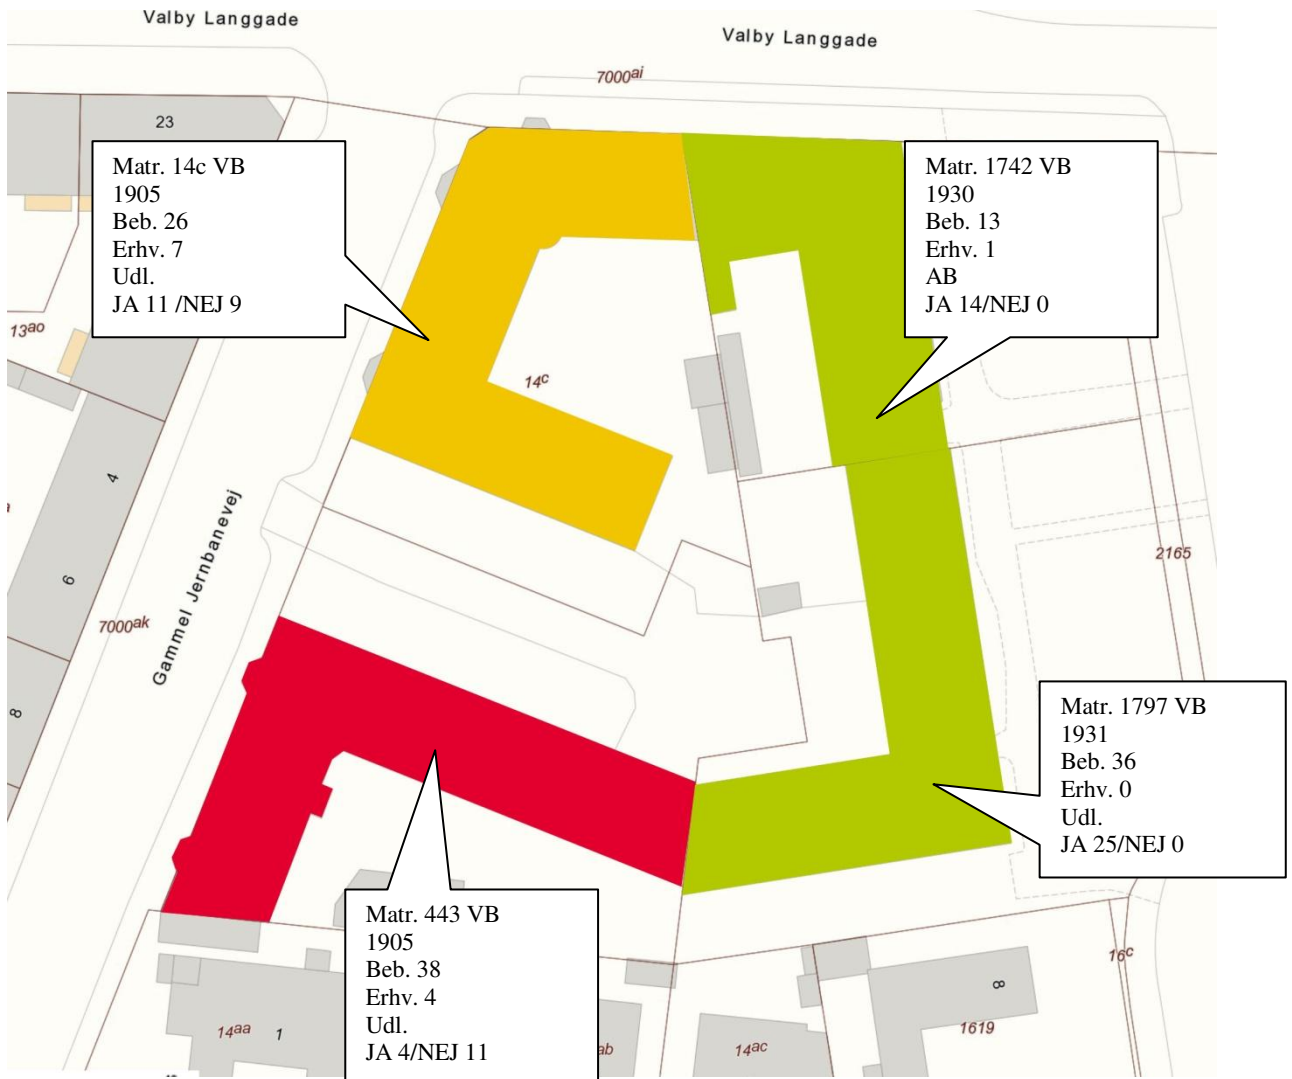 Valby Langgade
Valby Langgade
7000ai
23
Matr. 14c VB
1905
Beb. 26
Erhv. 7
Udl.
JA 11 /NEJ 9
Matr. 1742 VB
1930
Beb. 13
Erhv. 1
AB
JA 14/NEJ 0
13ao
14c
4
6
8
Gammel Jernbanevej
7000ak
2165
Matr. 1797 VB
1931
Beb. 36
Erhv. 0
Udl.
JA 25/NEJ 0
Matr. 443 VB
1905
Beb. 38
Erhv. 4
Udl.
JA 4/NEJ 11
14aa
1
ab
14ac
16c
8
1619